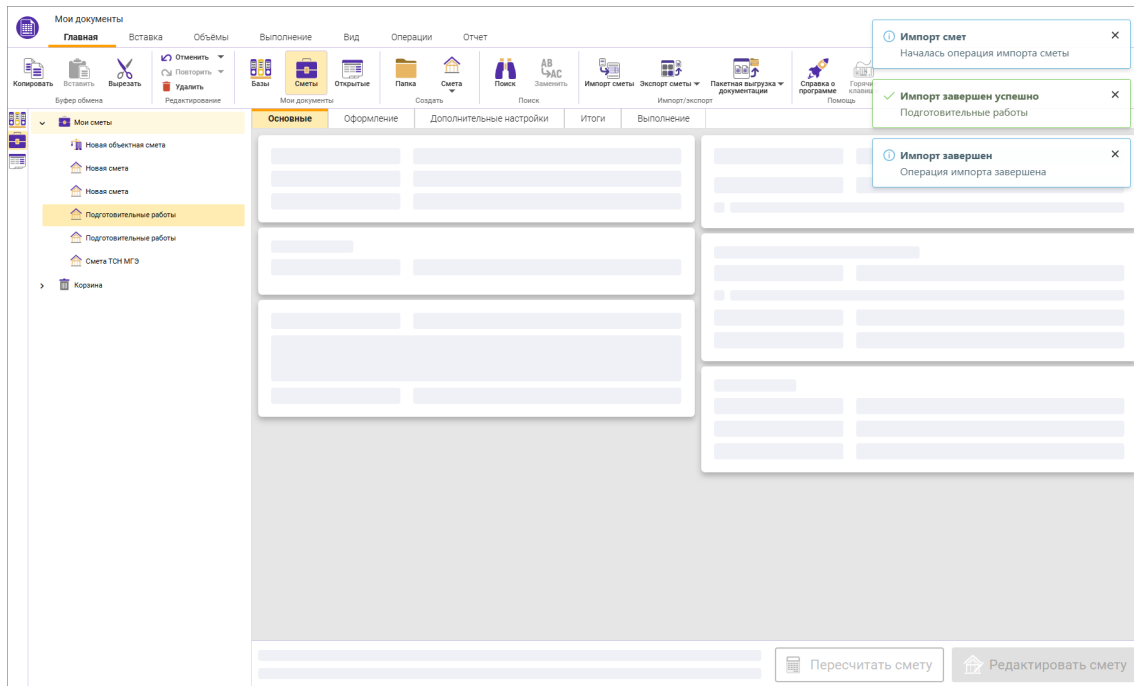 Мои документы
Главная Вставка Объёмы Выполнение Вид Операции Отчет
Копировать Вставить Вырезать
Буфер обмена
Отменить
Повторить
Удалить
Редактирование
Базы Сметы Открытые
Мои документы
Папка Смета
Создать
Поиск Заменить
AB
AC
Поиск
Импорт сметы Экспорт сметы Пакетная выгрузка документации
Импорт/экспорт
Справка о программе
Помощь
Импорт смет
Началась операция импорта сметы
Импорт завершен успешно
Подготовительные работы
Импорт завершен
Операция импорта завершена
Мои сметы
Новая объектная смета
Новая смета
Новая смета
Подготовительные работы
Подготовительные работы
Смета ТСН МГЭ
Корзина
Основные Оформление Дополнительные настройки Итоги Выполнение
Пересчитать смету Редактировать смету